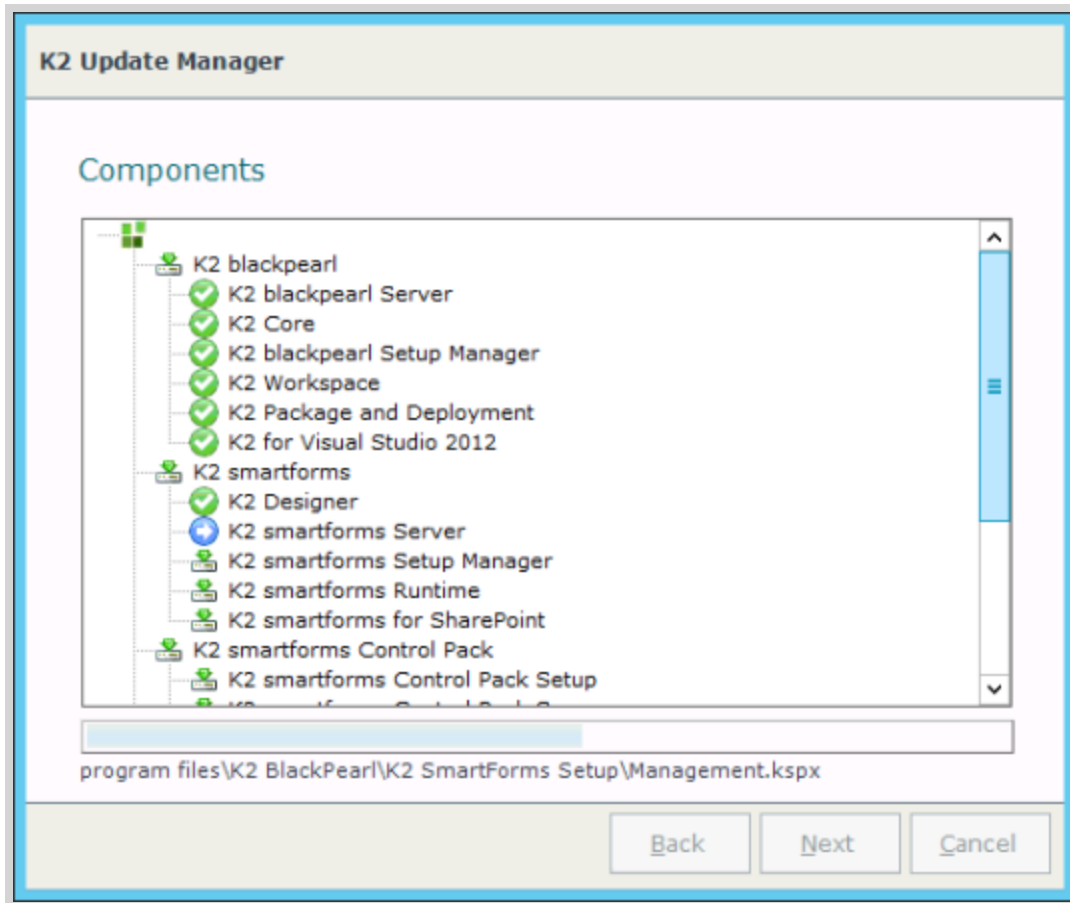 K2 Update Manager
Components
K2 blackpearl
K2 blackpearl Server
K2 Core
K2 blackpearl Setup Manager
K2 Workspace
K2 Package and Deployment
K2 for Visual Studio 2012
K2 smartforms
K2 Designer
K2 smartforms Server
K2 smartforms Setup Manager
K2 smartforms Runtime
K2 smartforms for SharePoint
K2 smartforms Control Pack
K2 smartforms Control Pack Setup
program files\K2 BlackPearl\K2 SmartForms Setup\Management.kspx
Back
Next
Cancel